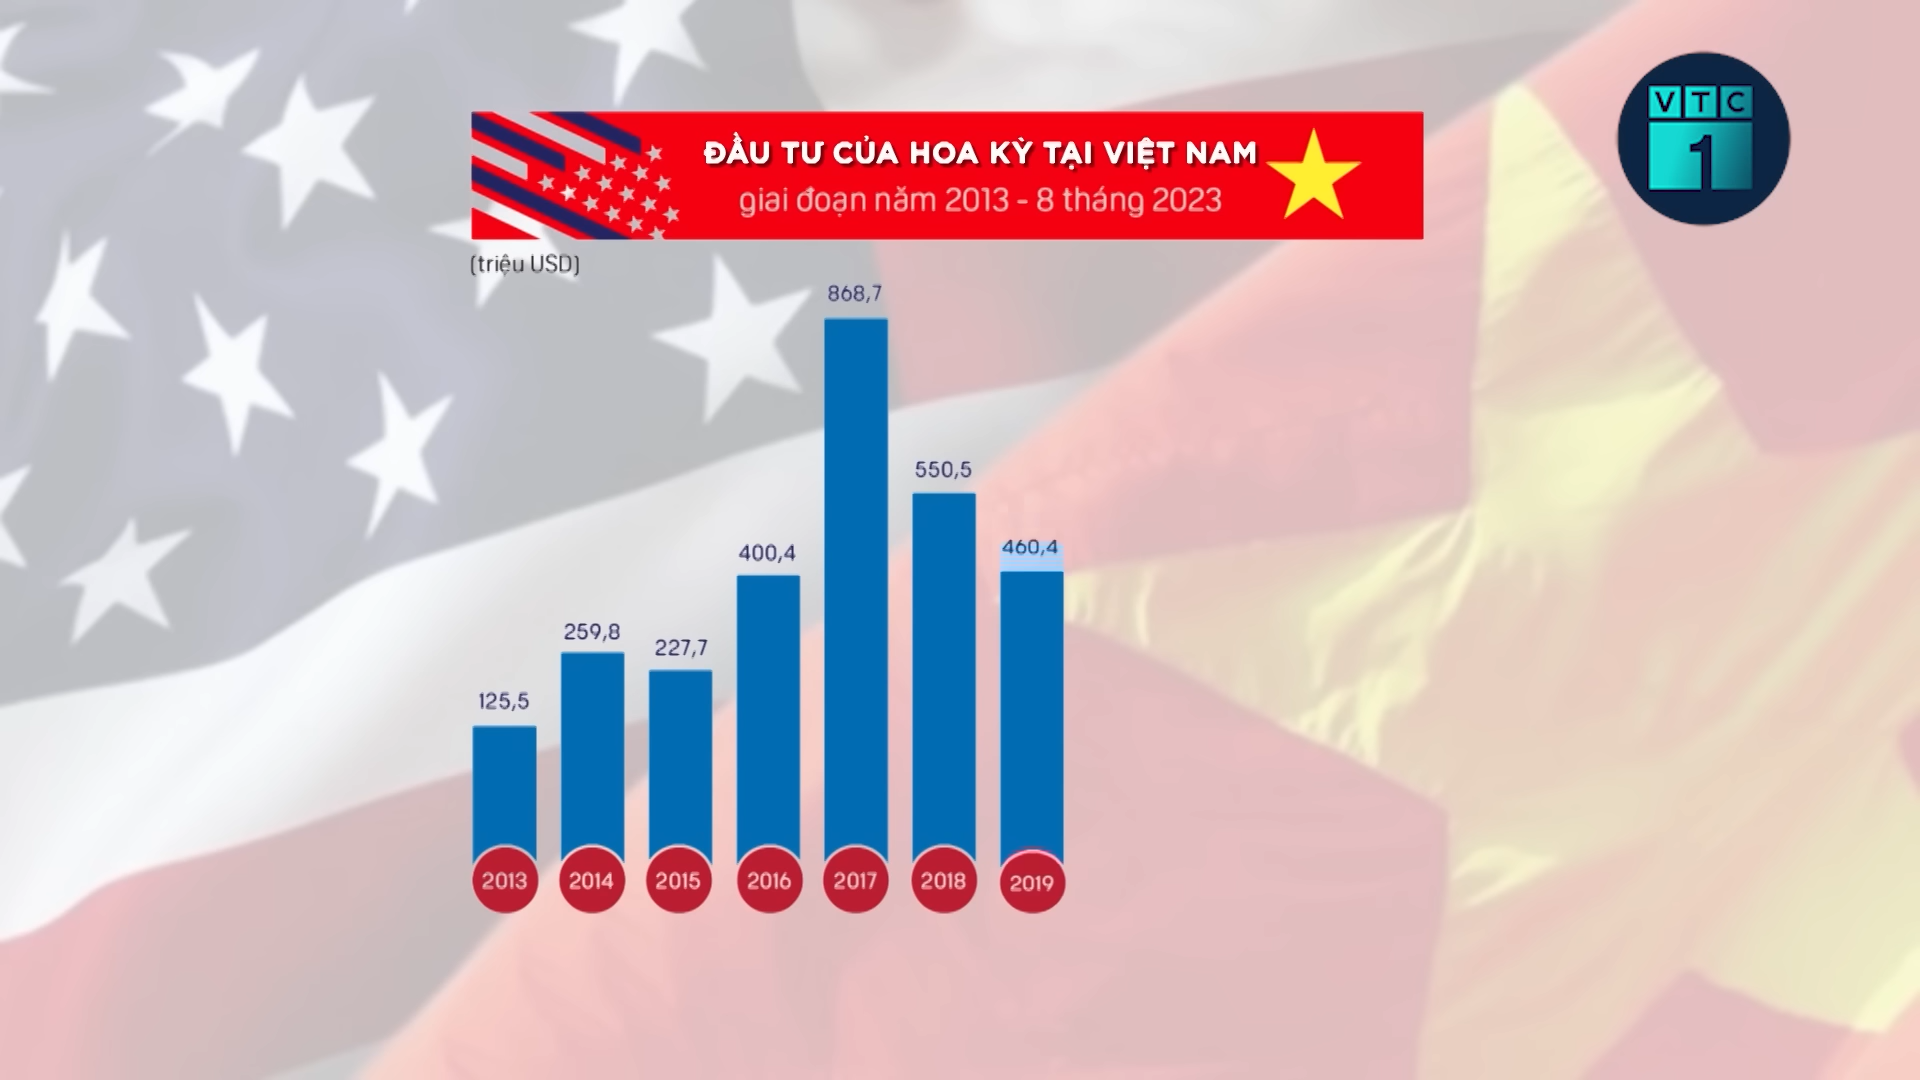 VTC
1
ĐẦU TƯ CỦA HOA KỲ TẠI VIỆT NAM
giai đoạn năm 2013 - 8 tháng 2023
(triệu USD)
868,7
550,5
460,4
400,4
259,8
227,7
125,5
2013 2014 2015 2016 2017 2018 2019